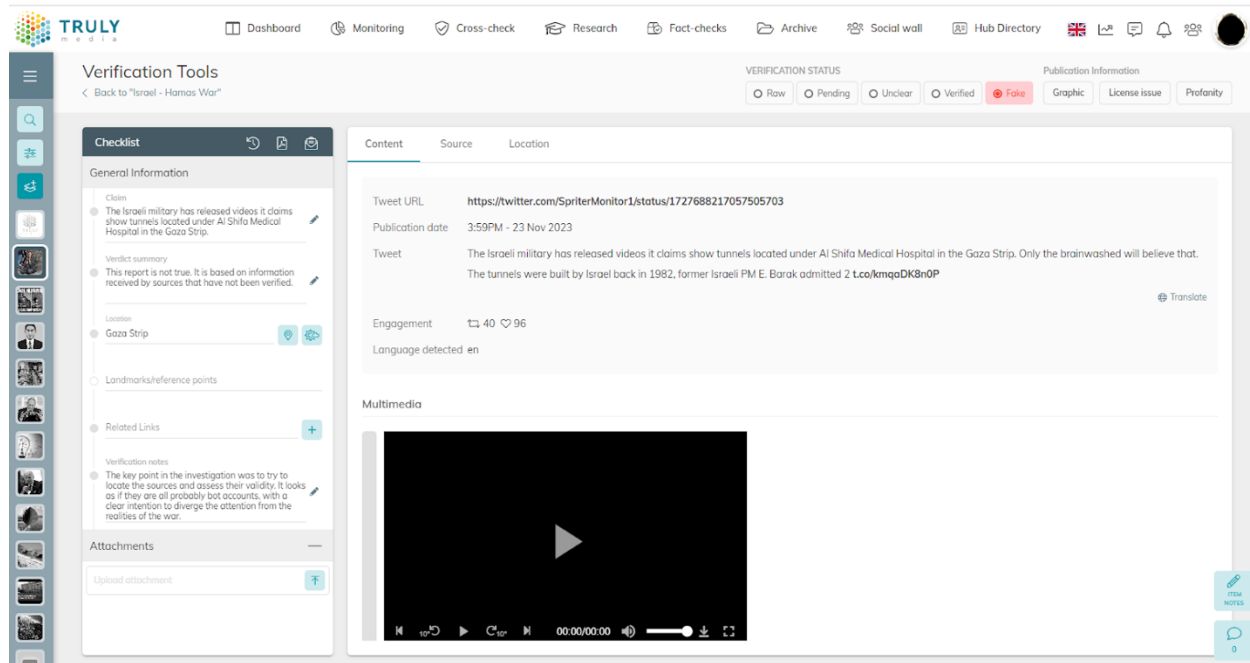 TRULY
media
Dashboard
Monitoring
Cross-check
Research
Fact-checks
Archive
Social wall
Hub Directory
Verification Tools
< Back to "Israel - Hamas War"
VERIFICATION STATUS
Raw
Pending
Unclear
Verified
Fake
Publication Information
Graphic
License issue
Profanity
Checklist
General Information
Claim
The Israeli military has released videos it claims
show tunnels located under Al Shifa Medical
Hospital in the Gaza Strip.
Verdict summary
This report is not true. It is based on information
received by sources that have not been verified.
Location
Gaza Strip
Landmarks/reference points
Related Links
Verification notes
The key point in the investigation was to try to
locate the sources and assess their validity. It looks
as if they are all probably bot accounts, with a
clear intention to diverge the attention from the
realities of the war.
Attachments
Upload attachment
Content
Source
Location
Tweet URL https://twitter.com/SpriterMonitor1/status/1727688217057505703
Publication date 3:59PM - 23 Nov 2023
Tweet The Israeli military has released videos it claims show tunnels located under Al Shifa Medical Hospital in the Gaza Strip. Only the brainwashed will believe that.
The tunnels were built by Israel back in 1982, former Israeli PM E. Barak admitted 2 t.co/kmqaDK8n0P
Translate
Engagement 40 96
Language detected en
Multimedia
10" 10" 00:00/00:00
ITEM
NOTES
0